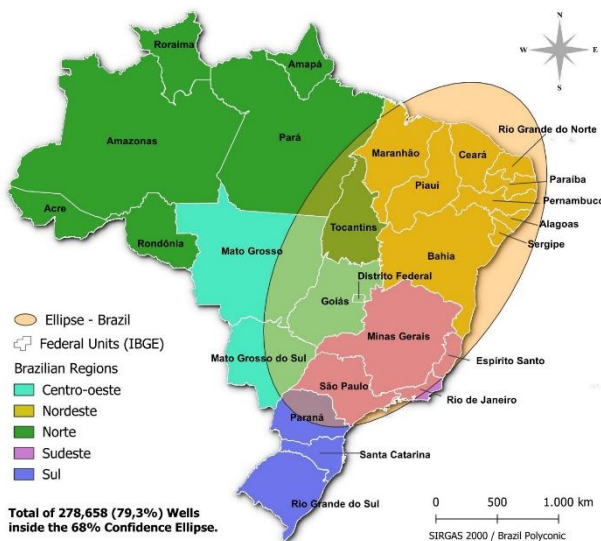 N
W E
S
Roraima
Amapá
Amazonas
Pará
Rio Grande do Norte
Maranhão
Ceará
Paraíba
Piauí
Pernambuco
Acre
Tocantins
Alagoas
Rondônia
Sergipe
Mato Grosso
Bahia
Distrito Federal
Goiás
Minas Gerais
Mato Grosso do Sul
Espírito Santo
São Paulo
Rio de Janeiro
Paraná
Santa Catarina
Rio Grande do Sul
Ellipse - Brazil
Federal Units (IBGE)
Brazilian Regions
Centro-oeste
Nordeste
Norte
Sudeste
Sul
Total of 278,658 (79,3%) Wells
inside the 68% Confidence Ellipse.
0 500 1.000 km
SIRGAS 2000 / Brazil Polyconic